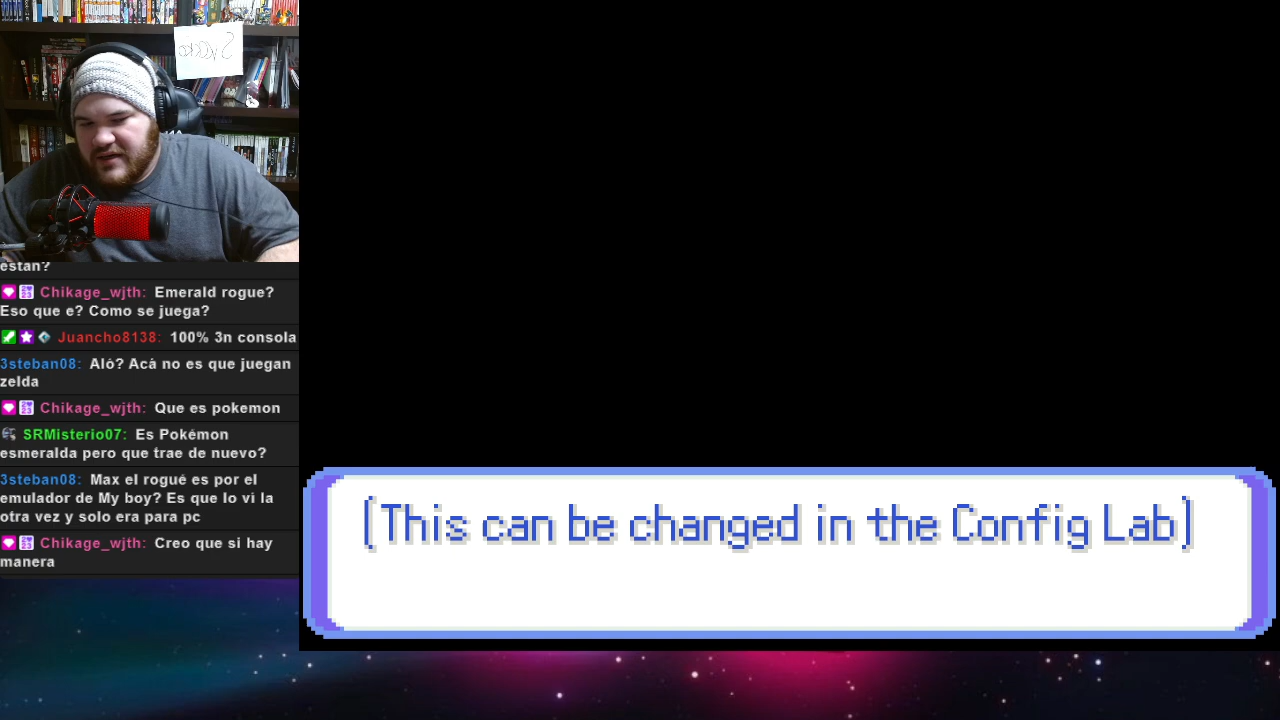 estan?
Chikage_wjth: Emerald rogue?
Eso que e? Como se juega?
Juancho8138: 100% 3n consola
3steban08: Aló? Acá no es que juegan
zelda
Chikage_wjth: Que es pokemon
SRMisterio07: Es Pokémon
esmeralda pero que trae de nuevo?
3steban08: Max el rogué es por el
emulador de My boy? Es que lo vi la
otra vez y solo era para pc
Chikage_wjth: Creo que si hay
manera
(This can be changed in the Config Lab)